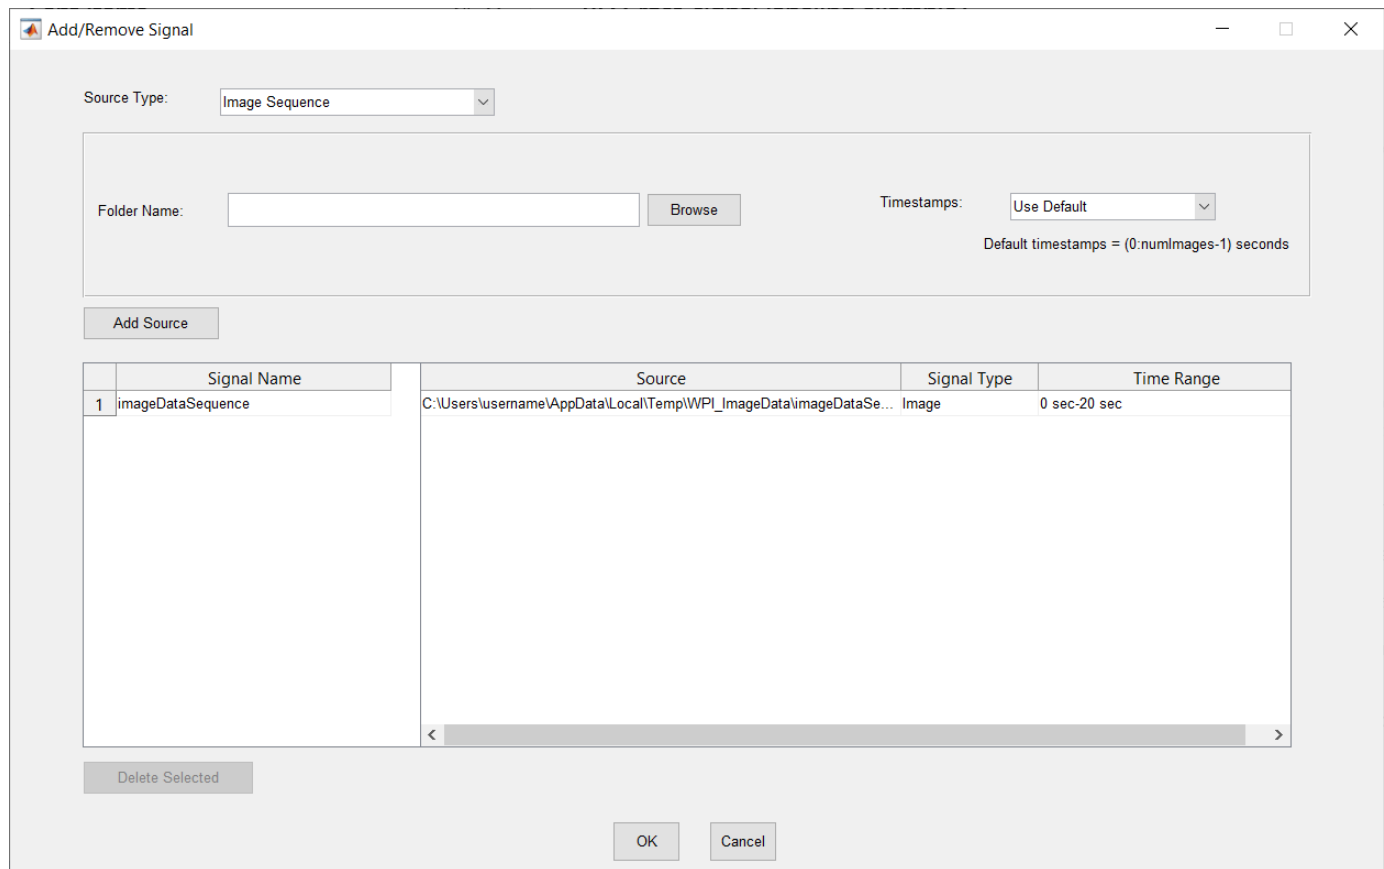 Add/Remove Signal
Source Type: Image Sequence
Folder Name: Browse Timestamps: Use Default
Default timestamps = (0:numImages-1) seconds
Add Source
Signal Name Source Signal Type Time Range
1 imageDataSequence C:\Users\username\AppData\Local\Temp\WPI_ImageData\imageDataSe... Image 0 sec-20 sec
Delete Selected
OK Cancel